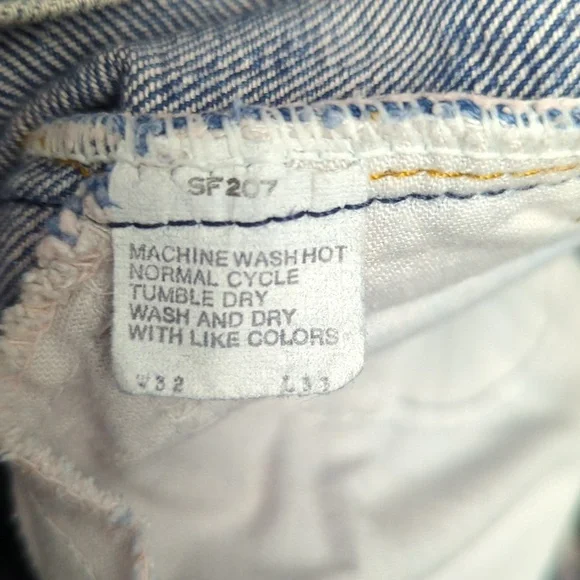 SF207
MACHINE WASH HOT
NORMAL CYCLE
TUMBLE DRY
WASH AND DRY
WITH LIKE COLORS
W32 L33